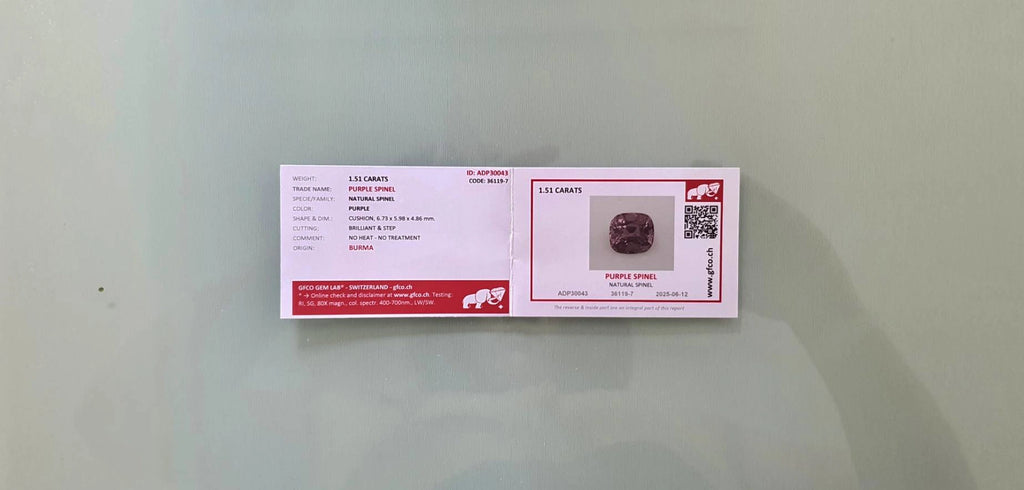 ID: ADP30043
CODE: 36119-7
WEIGHT: 1.51 CARATS
TRADE NAME: PURPLE SPINEL
SPECIE/FAMILY: NATURAL SPINEL
COLOR: PURPLE
SHAPE & DIM.: CUSHION, 6.73 x 5.98 x 4.86 mm.
CUTTING: BRILLIANT & STEP
COMMENT: NO HEAT - NO TREATMENT
ORIGIN: BURMA
GFCO GEM LAB® - SWITZERLAND - gfco.ch
* → Online check and disclaimer at www.gfco.ch. Testing:
RI, SG, 80X magn., col. spectr. 400-700nm., LW/SW.
1.51 CARATS
www.gfco.ch
PURPLE SPINEL
NATURAL SPINEL
ADP30043 36119-7 2025-06-12
The reverse & inside part are an integral part of this report